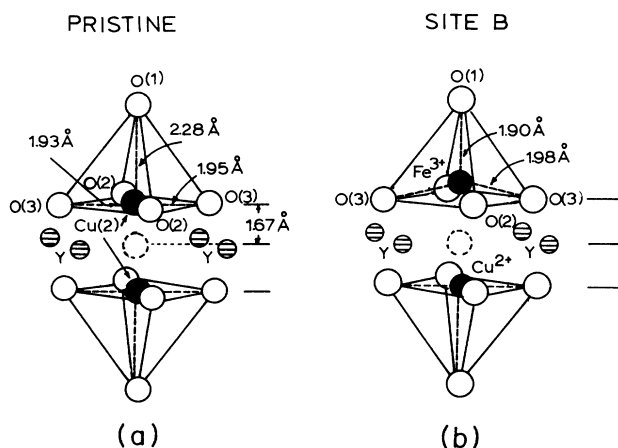 PRISTINE
SITE B
O(1)
1.93Å
2.28Å
O(2)
1.95Å
O(3)
O(3)
O(2)
1.67Å
Cu(2)
Y
Y
(a)
O(1)
1.90Å
Fe3+
1.98Å
O(3)
O(3)
O(2)
Y
Y
Cu2+
(b)